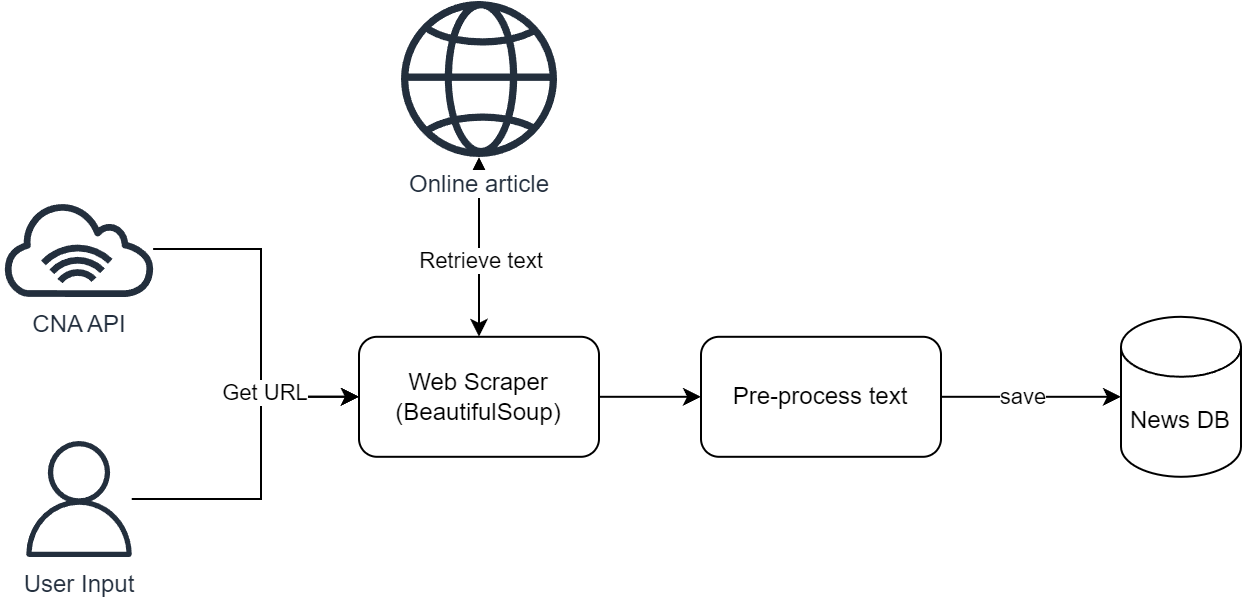 Online article
Retrieve text
CNA API
Get URL
Web Scraper
(BeautifulSoup)
Pre-process text
save
News DB
User Input